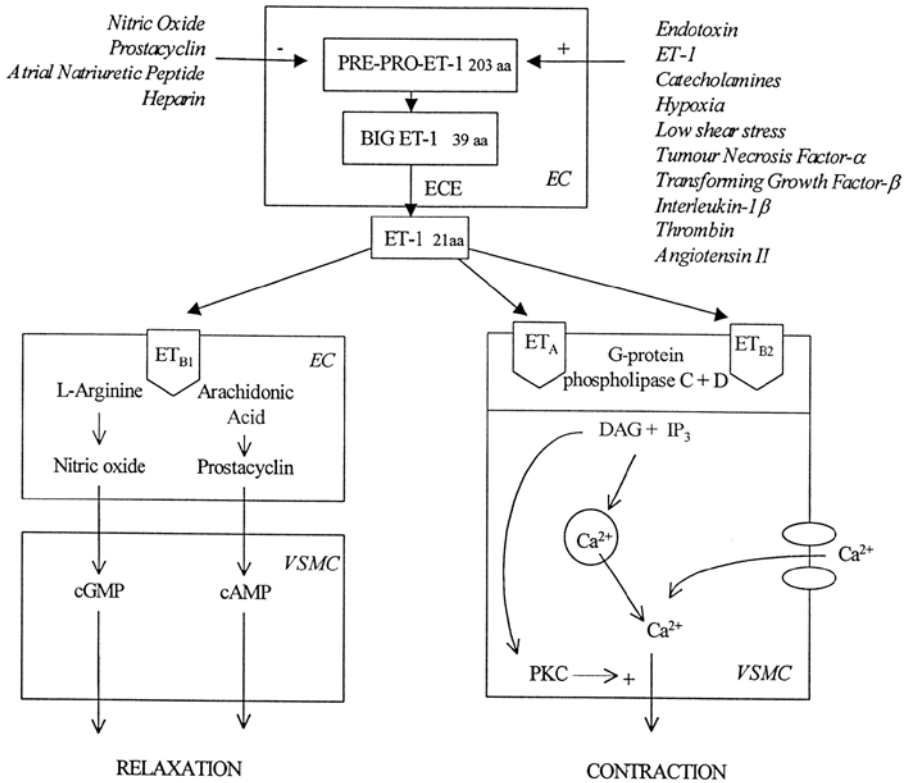 Nitric Oxide
Prostacyclin
Atrial Natriuretic Peptide
Heparin
-
+
Endotoxin
ET-1
Catecholamines
Hypoxia
Low shear stress
Tumour Necrosis Factor-α
Transforming Growth Factor-β
Interleukin-1β
Thrombin
Angiotensin II
PRE-PRO-ET-1 203 aa
BIG ET-1 39 aa
ECE
EC
ET-1 21aa
ET_B1
EC
L-Arginine
Arachidonic
Acid
Nitric oxide
Prostacyclin
VSMC
cGMP
cAMP
RELAXATION
ET_A
ET_B2
G-protein
phospholipase C + D
DAG + IP₃
Ca²⁺
Ca²⁺
Ca²⁺
PKC
+
VSMC
CONTRACTION